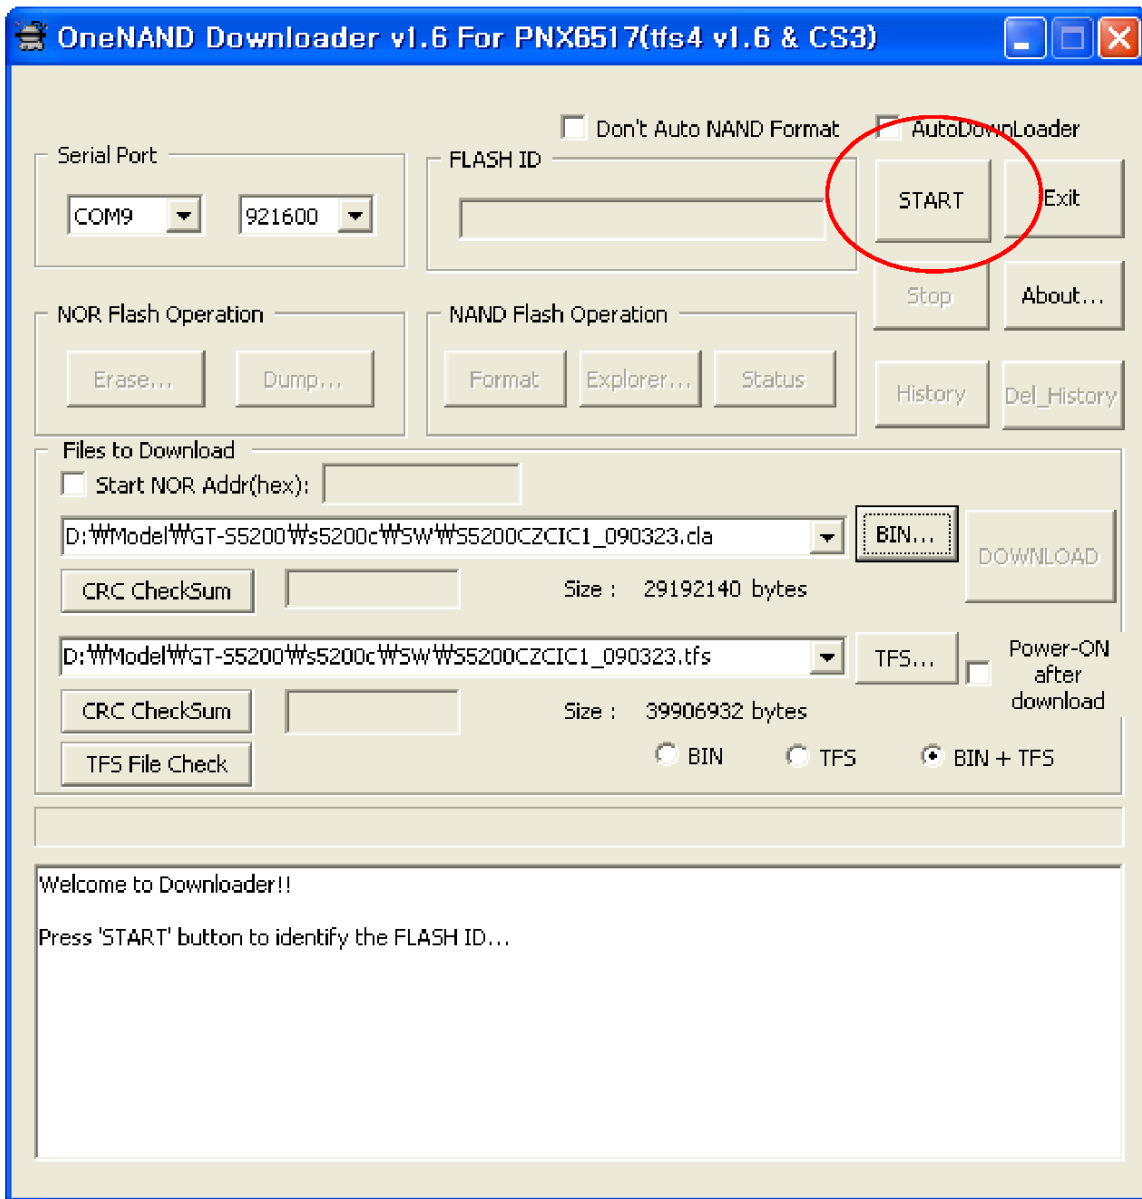 OneNAND Downloader v1.6 For PNX6517(tfs4 v1.6 & CS3)
Don't Auto NAND Format
AutoDownLoader
Serial Port
COM9
921600
FLASH ID
START
Exit
Stop
About...
NOR Flash Operation
Erase...
Dump...
NAND Flash Operation
Format
Explorer...
Status
History
Del_History
Files to Download
Start NOR Addr(hex):
D:₩Model₩GT-S5200₩s5200c₩SW₩S5200CZCIC1_090323.cla
BIN...
DOWNLOAD
CRC CheckSum
Size : 29192140 bytes
D:₩Model₩GT-S5200₩s5200c₩SW₩S5200CZCIC1_090323.tfs
TFS...
Power-ON
after
download
CRC CheckSum
Size : 39906932 bytes
TFS File Check
BIN
TFS
BIN + TFS
Welcome to Downloader!!
Press 'START' button to identify the FLASH ID...